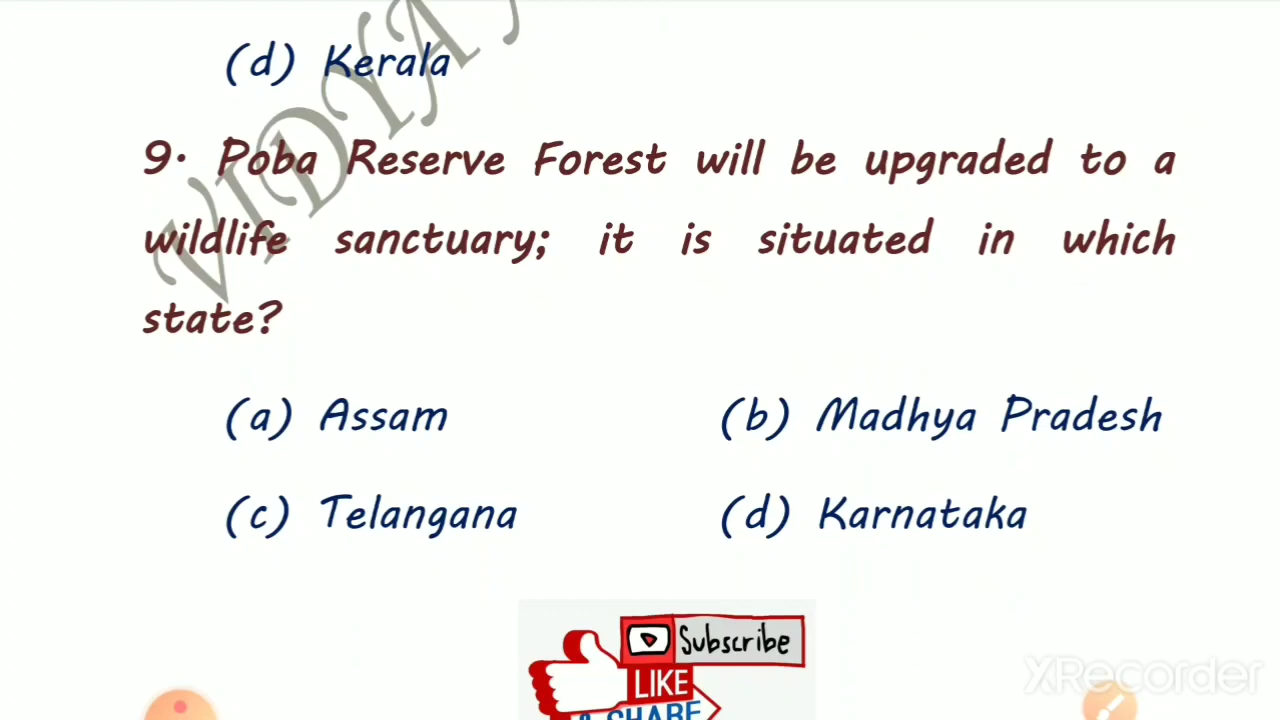 (d) Kerala
9. Poba Reserve Forest will be upgraded to a
wildlife sanctuary; it is situated in which
state?
(a) Assam (b) Madhya Pradesh
(c) Telangana (d) Karnataka
Subscribe
LIKE
& SHARE
XRecorder